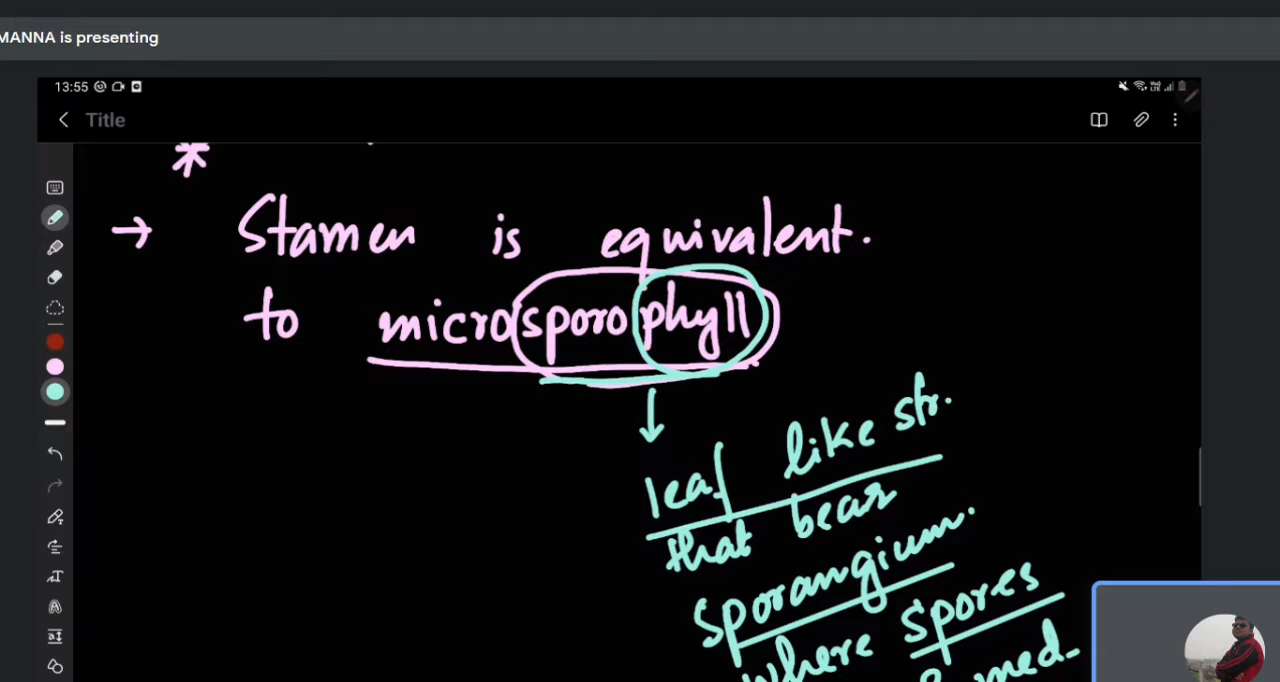 MANNA is presenting
13:55
Title
*
→ Stamen is equivalent.
to microsporophyll
↓
leaf like str.
that bear
sporangium.
where spores
med-